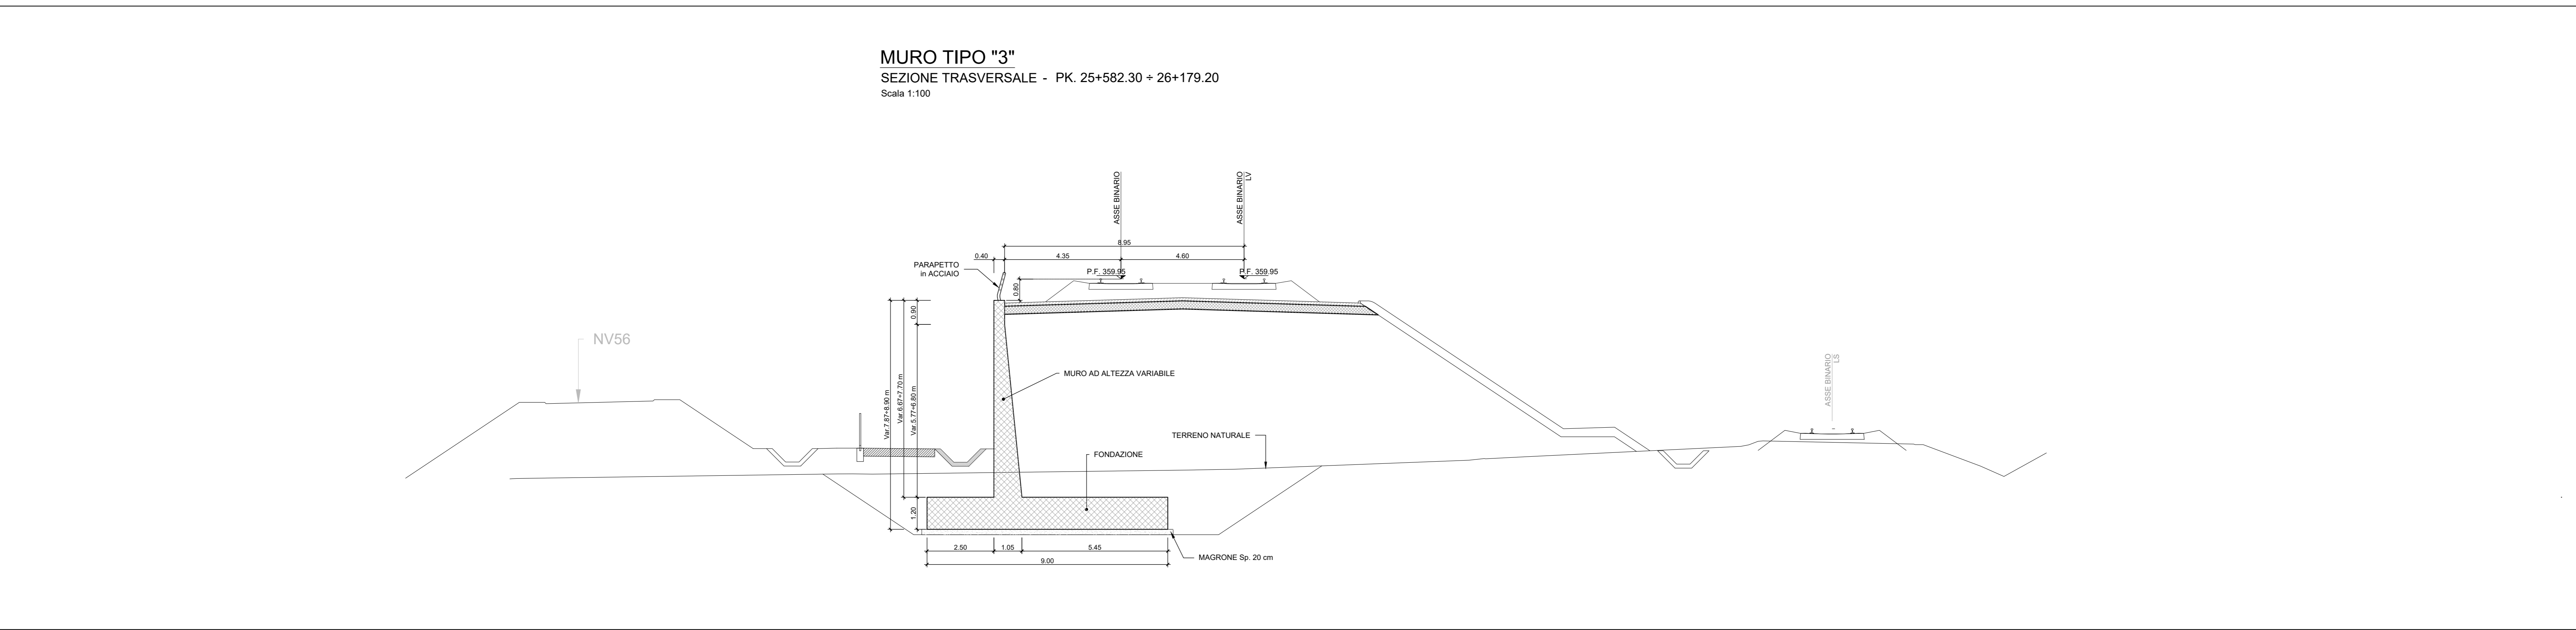 MURO TIPO "3"
SEZIONE TRASVERSALE - PK. 25+582.30 ÷ 26+179.20
Scala 1:100
ASSE BINARIO
ASSE BINARIO
LV
8.95
0.40
4.35
4.60
PARAPETTO
in ACCIAIO
P.F. 359.95
P.F. 359.95
0.80
0.90
NV56
MURO AD ALTEZZA VARIABILE
Var.7.87÷8.90 m
Var.6.67÷7.70 m
Var.5.77÷6.80 m
ASSE BINARIO
LS
TERRENO NATURALE
FONDAZIONE
1.20
2.50
1.05
5.45
MAGRONE Sp. 20 cm
9.00